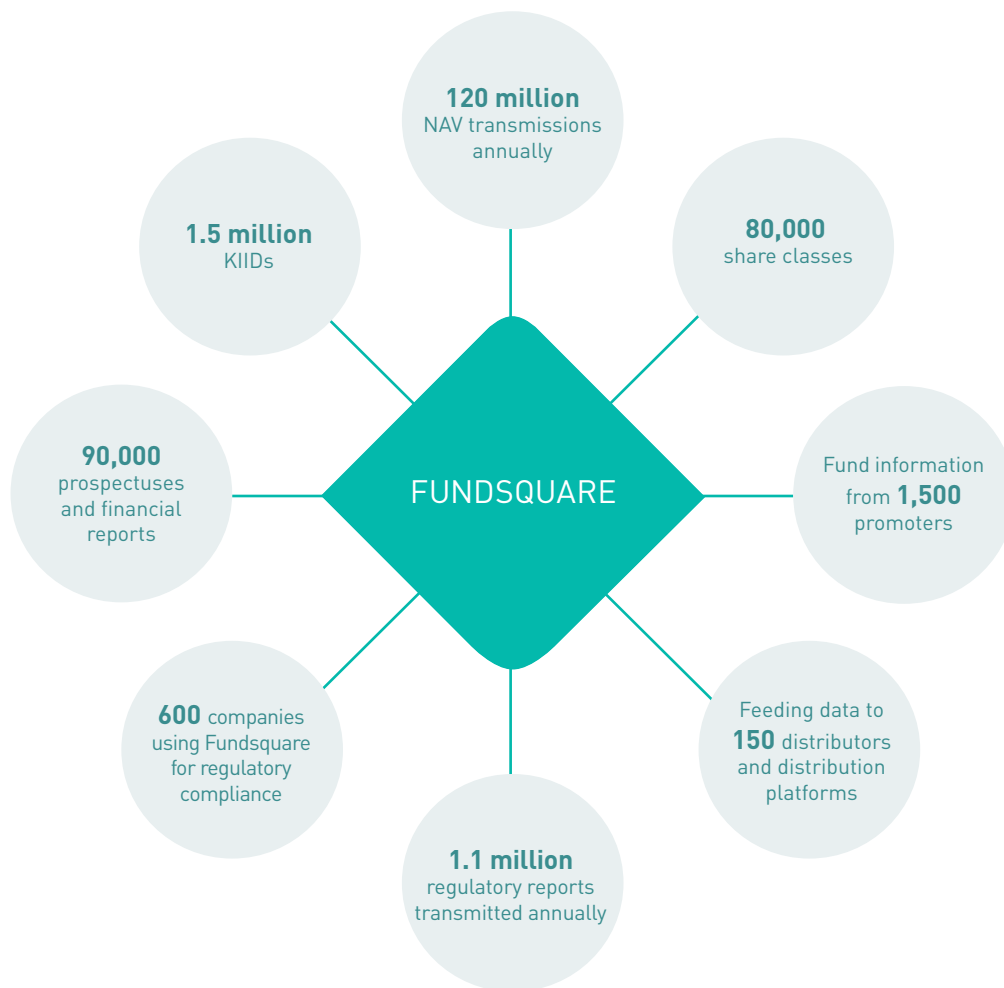 120 million
NAV transmissions
annually
1.5 million
KIIDs
80,000
share classes
90,000
prospectuses
and financial
reports
FUNDSQUARE
Fund information
from 1,500
promoters
600 companies
using Fundsquare
for regulatory
compliance
Feeding data to
150 distributors
and distribution
platforms
1.1 million
regulatory reports
transmitted annually